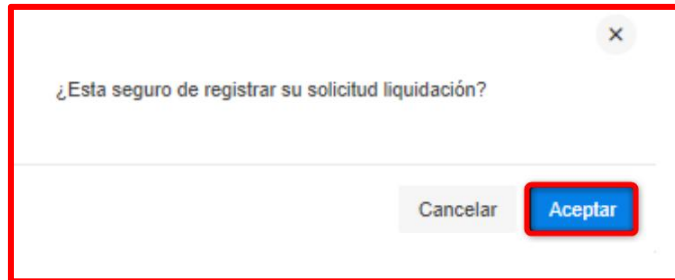 ¿Esta seguro de registrar su solicitud liquidación?
Cancelar Aceptar